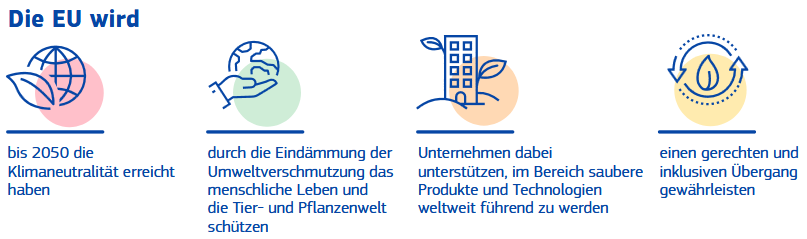 Die EU wird
bis 2050 die
Klimaneutralität erreicht
haben
durch die Eindämmung der
Umweltverschmutzung das
menschliche Leben und
die Tier- und Pflanzenwelt
schützen
Unternehmen dabei
unterstützen, im Bereich saubere
Produkte und Technologien
weltweit führend zu werden
einen gerechten und
inklusiven Übergang
gewährleisten